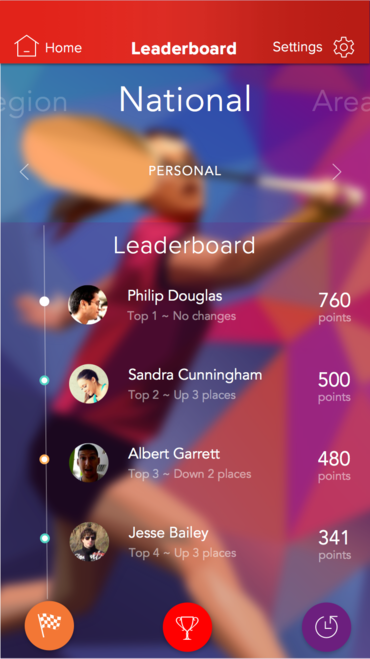 Home
Leaderboard
Settings
egion
National
Area
PERSONAL
Leaderboard
Philip Douglas
760
Top 1 ~ No changes
points
Sandra Cunningham
500
Top 2 ~ Up 3 places
points
Albert Garrett
480
Top 3 ~ Down 2 places
points
Jesse Bailey
341
Top 4 ~ Up 3 places
points